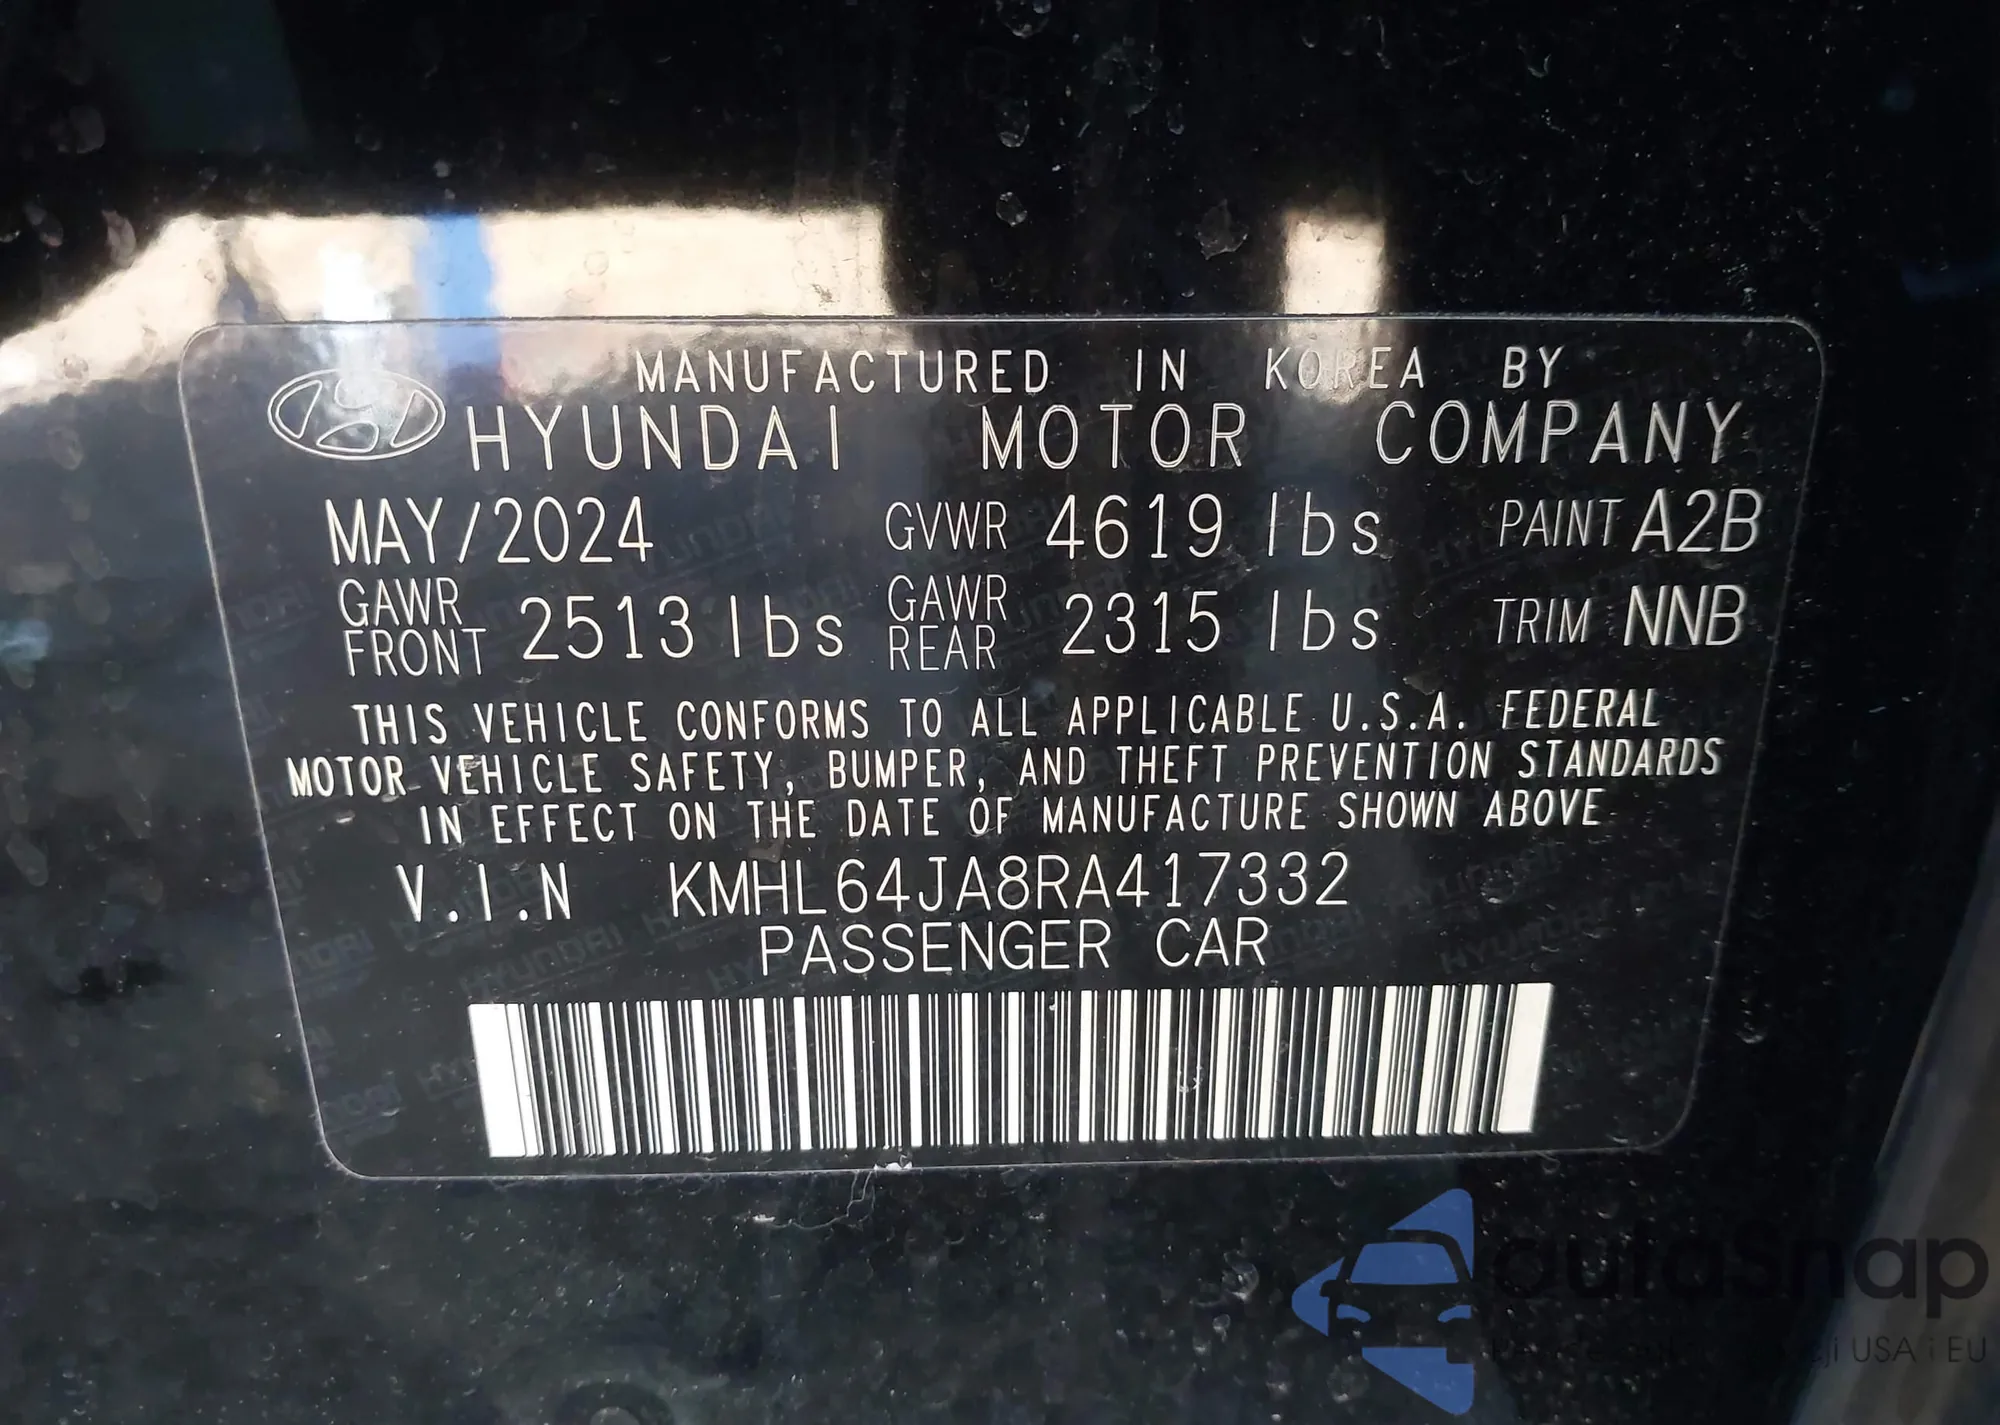 MANUFACTURED IN KOREA BY
HYUNDAI MOTOR COMPANY
MAY/2024 GVWR 4619 lbs PAINT A2B
GAWR FRONT 2513 lbs GAWR REAR 2315 lbs TRIM NNB
THIS VEHICLE CONFORMS TO ALL APPLICABLE U.S.A. FEDERAL
MOTOR VEHICLE SAFETY, BUMPER, AND THEFT PREVENTION STANDARDS
IN EFFECT ON THE DATE OF MANUFACTURE SHOWN ABOVE
V.I.N KMHL64JA8RA417332
PASSENGER CAR
autosnap
USA i EU